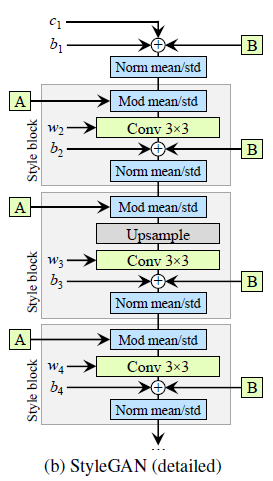 c1
b1
B
Norm mean/std
A
Mod mean/std
w2
Conv 3×3
b2
B
Norm mean/std
Style block
A
Mod mean/std
Upsample
w3
Conv 3×3
b3
B
Norm mean/std
Style block
A
Mod mean/std
w4
Conv 3×3
b4
B
Norm mean/std
Style block
...
(b) StyleGAN (detailed)